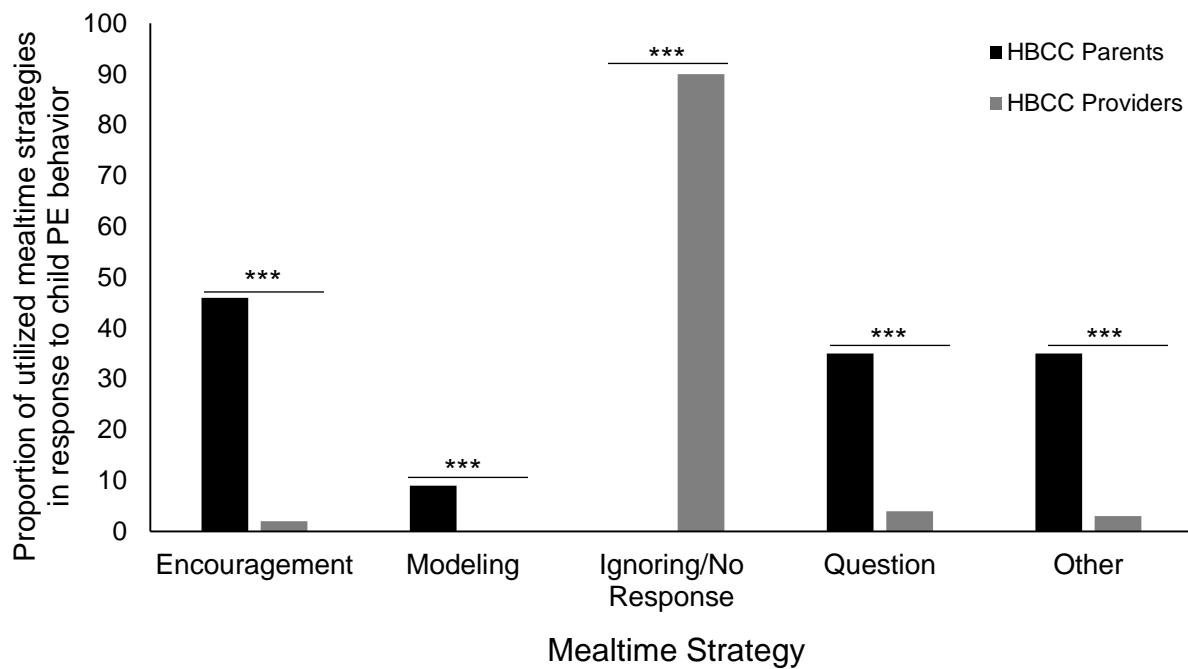 Proportion of utilized mealtime strategies
in response to child PE behavior
100
90
80
70
60
50
40
30
20
10
0
***
***
***
***
***
HBCC Parents
HBCC Providers
Encouragement
Modeling
Ignoring/No
Response
Question
Other
Mealtime Strategy